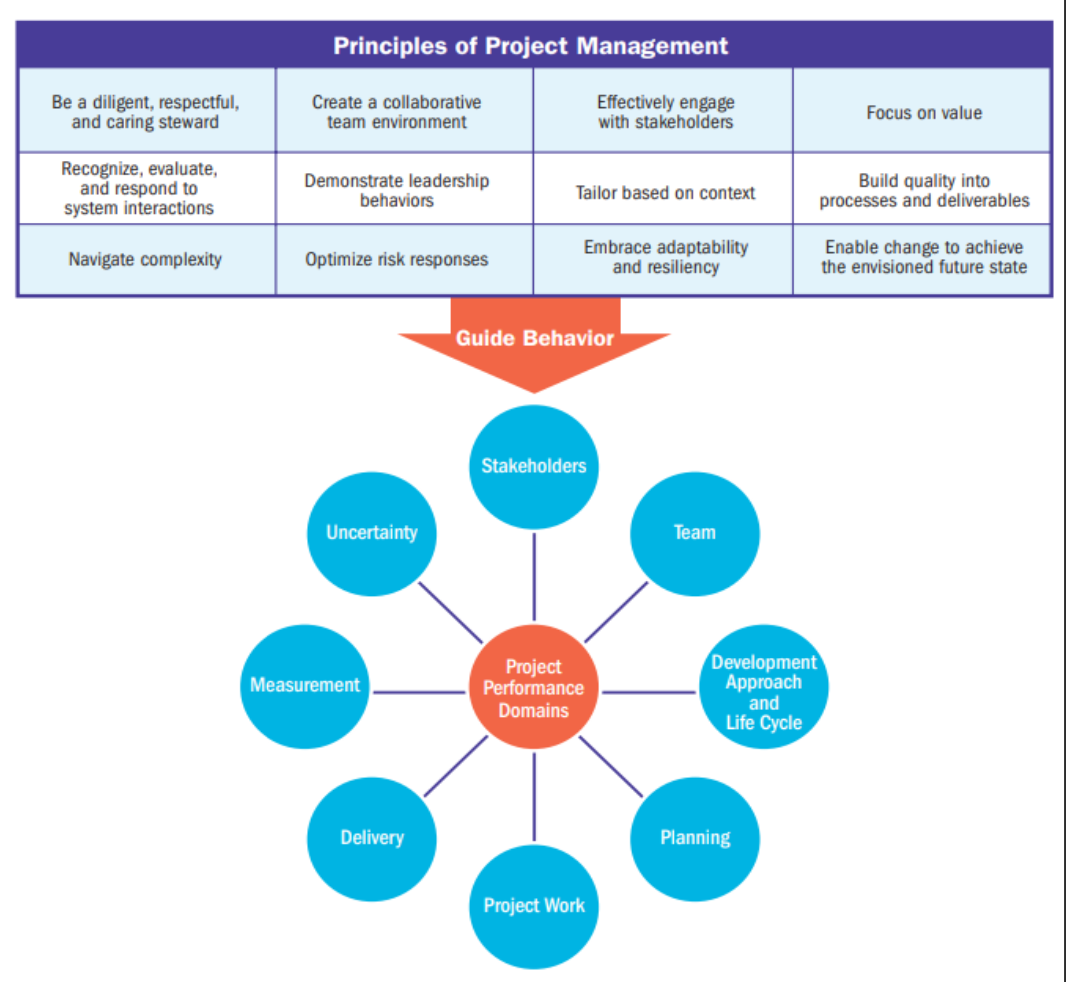 Principles of Project Management
Be a diligent, respectful,
and caring steward
Create a collaborative
team environment
Effectively engage
with stakeholders
Focus on value
Recognize, evaluate,
and respond to
system interactions
Demonstrate leadership
behaviors
Tailor based on context
Build quality into
processes and deliverables
Navigate complexity
Optimize risk responses
Embrace adaptability
and resiliency
Enable change to achieve
the envisioned future state
Guide Behavior
Stakeholders
Team
Development
Approach
and
Life Cycle
Planning
Project Work
Delivery
Measurement
Uncertainty
Project
Performance
Domains